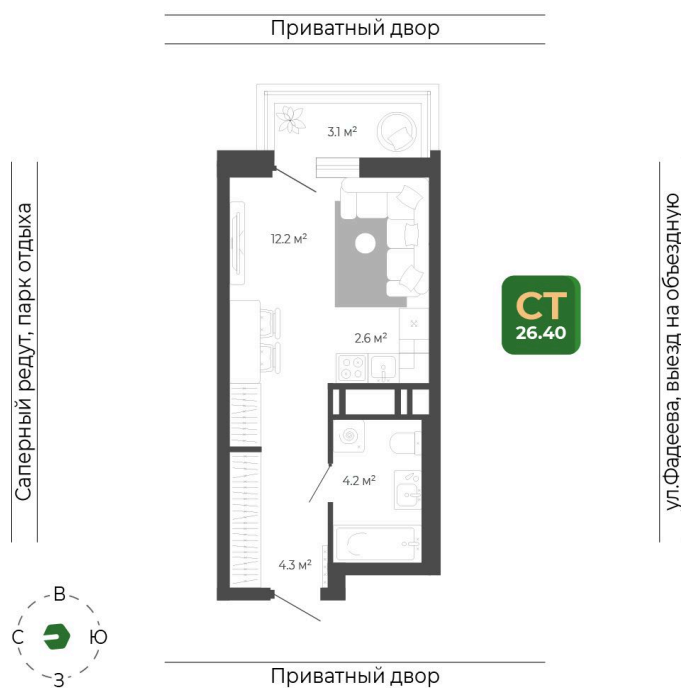 Приватный двор
3.1 м²
Саперный редут, парк отдыха
12.2 м²
ул.Фадеева, выезд на объездную
СТ
26.40
2.6 м²
4.2 м²
4.3 м²
В
С
Ю
З
Приватный двор